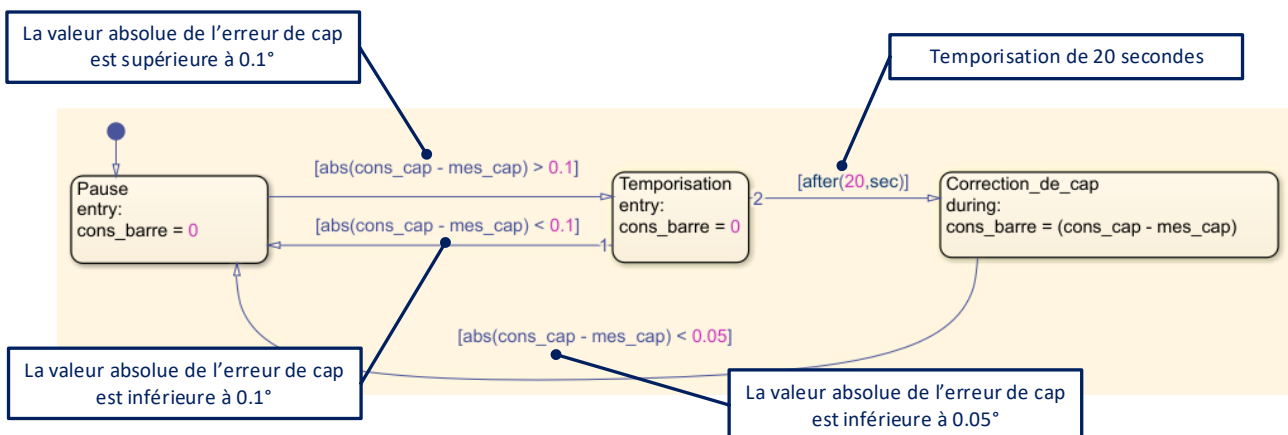 La valeur absolue de l’erreur de cap
est supérieure à 0.1°
Temporisation de 20 secondes
[abs(cons_cap - mes_cap) > 0.1]
[after(20,sec)]
Pause
entry:
cons_barre = 0
Temporisation
entry:
cons_barre = 0
2
Correction_de_cap
during:
cons_barre = (cons_cap - mes_cap)
[abs(cons_cap - mes_cap) < 0.1]
1
[abs(cons_cap - mes_cap) < 0.05]
La valeur absolue de l’erreur de cap
est inférieure à 0.1°
La valeur absolue de l’erreur de cap
est inférieure à 0.05°